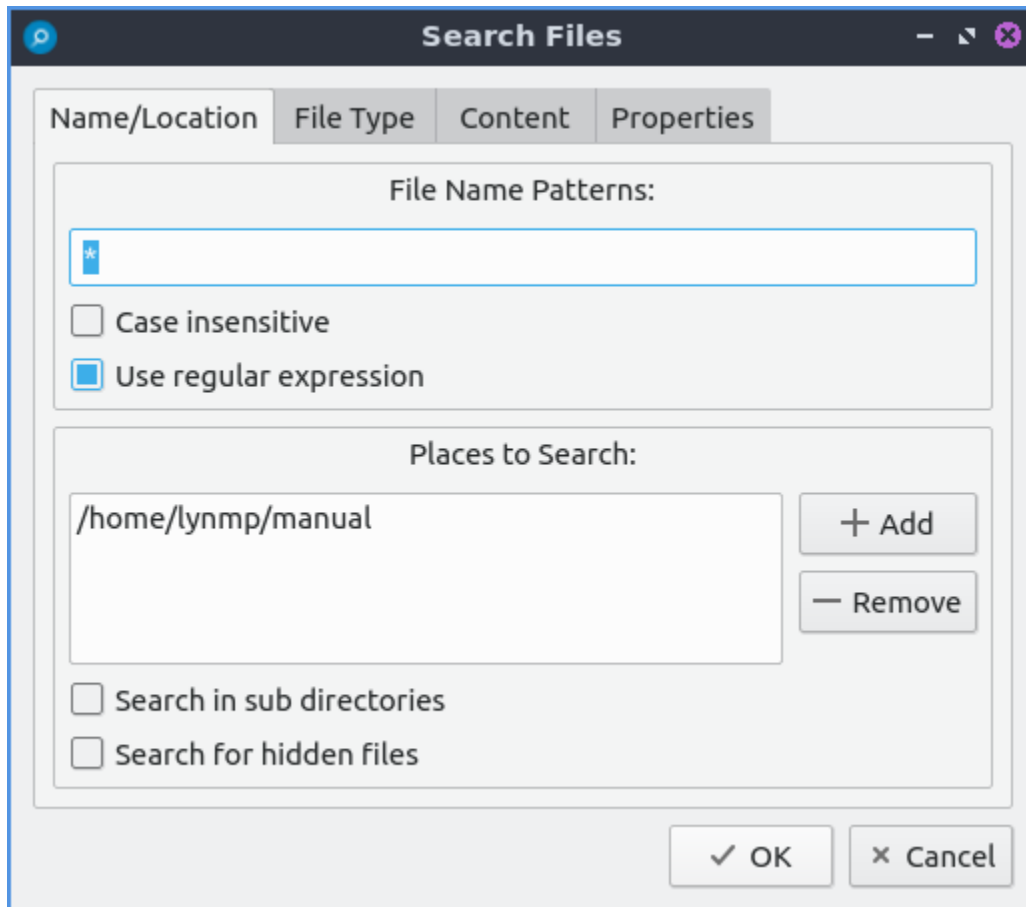 Search Files
Name/Location File Type Content Properties
File Name Patterns:
*
Case insensitive
Use regular expression
Places to Search:
/home/lynmp/manual
Add
Remove
Search in sub directories
Search for hidden files
OK Cancel